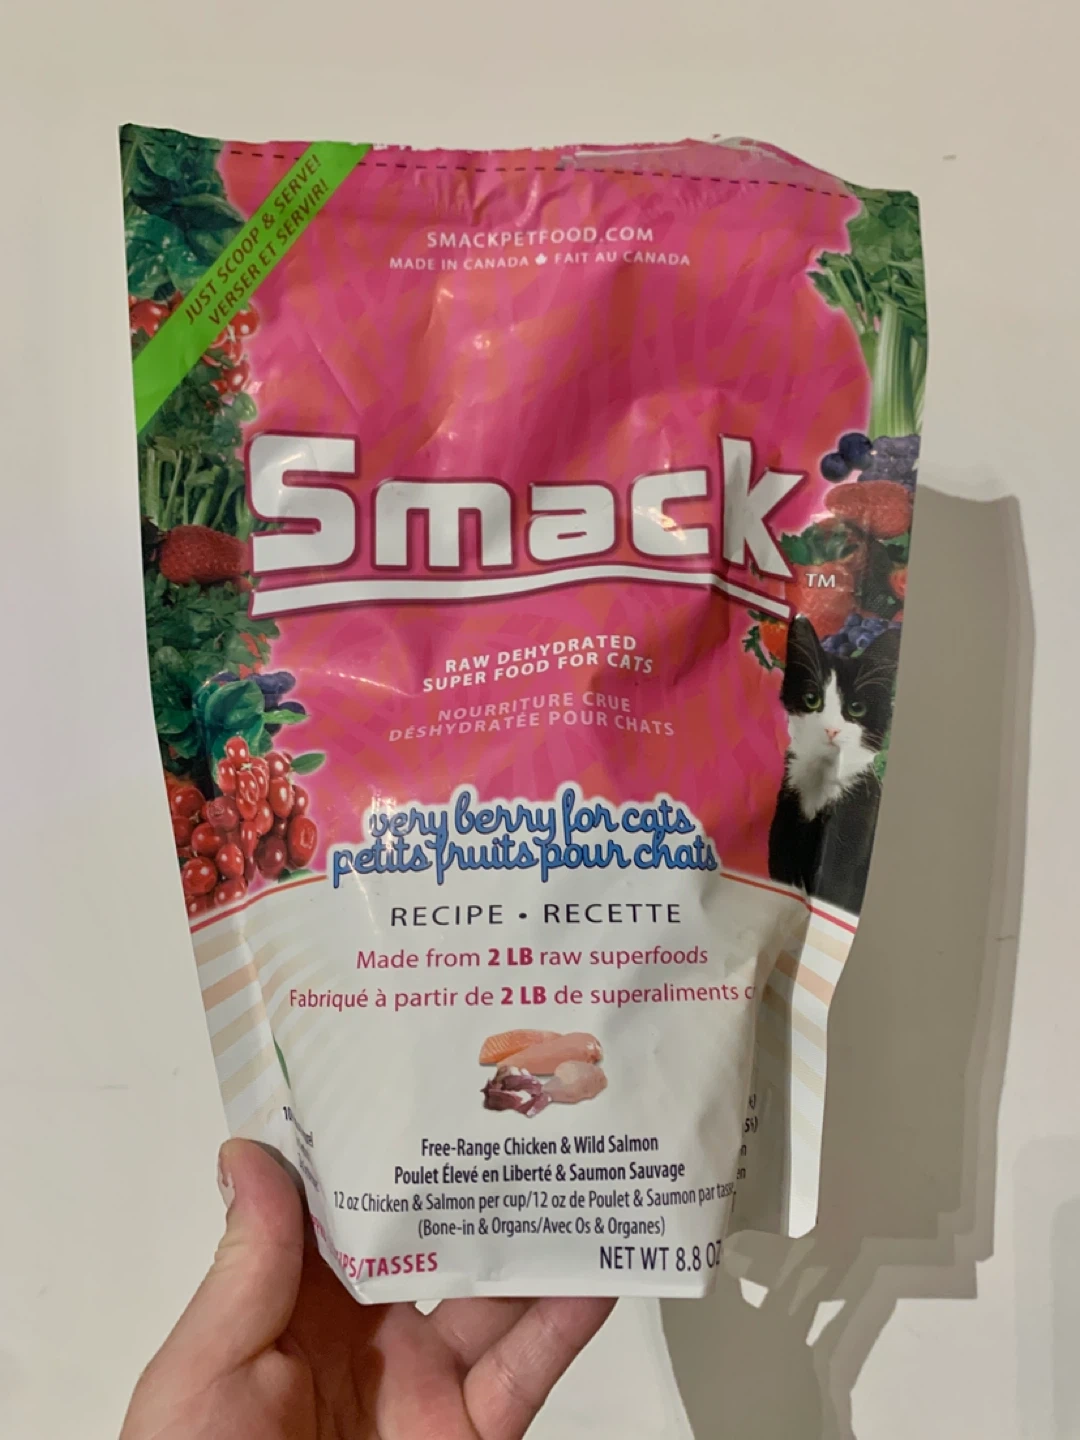 JUST SCOOP & SERVE!
VERSER ET SERVIR!
SMACKPETFOOD.COM
MADE IN CANADA FAIT AU CANADA
Smack
TM
RAW DEHYDRATED
SUPER FOOD FOR CATS
NOURRITURE CRUE
DÉSHYDRATÉE POUR CHATS
very berry for cats
petits fruits pour chats
RECIPE • RECETTE
Made from 2 LB raw superfoods
Fabriqué à partir de 2 LB de superaliments
Free-Range Chicken & Wild Salmon
Poulet Élevé en Liberté & Saumon Sauvage
12 oz Chicken & Salmon per cup/12 oz de Poulet & Saumon par tasse
(Bone-in & Organs/Avec Os & Organes)
/TASSES
NET WT 8.8 OZ